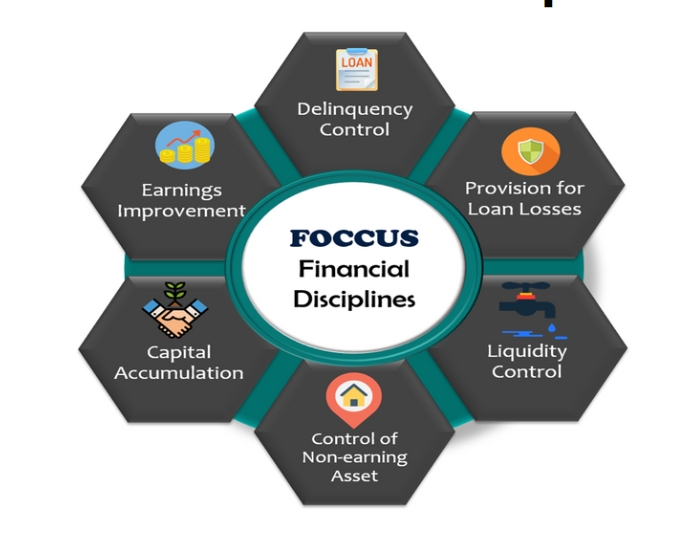 LOAN
Delinquency
Control
Earnings
Improvement
Provision for
Loan Losses
FOCCUS
Financial
Disciplines
Capital
Accumulation
Liquidity
Control
Control of
Non-earning
Asset